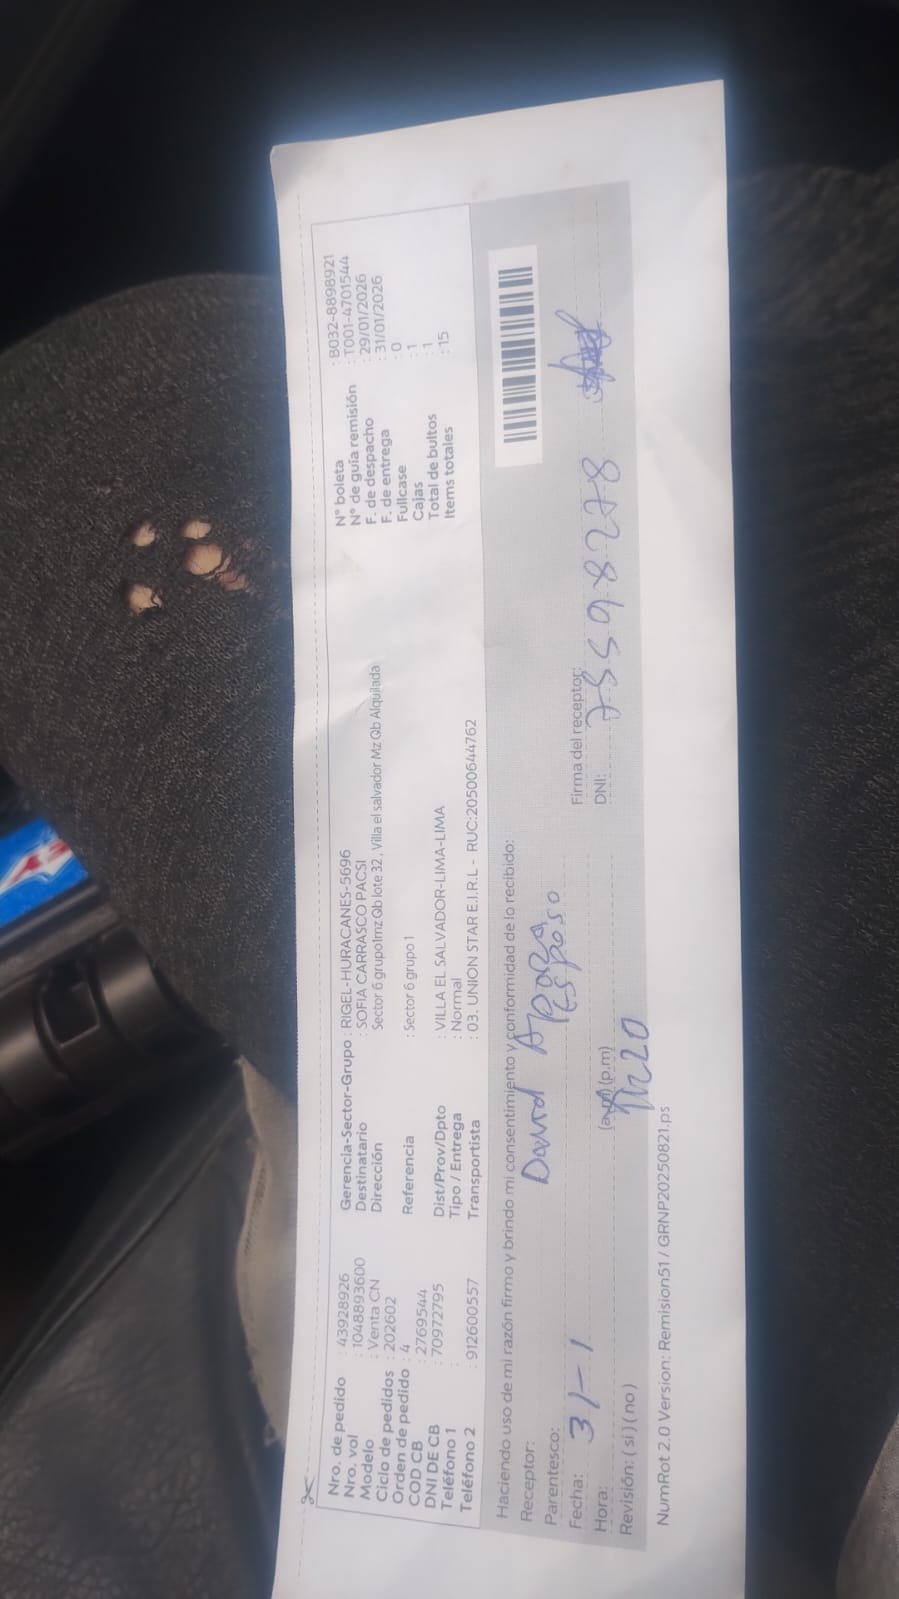 Nro. de pedido : 43928926
Nro. vol : 1048893600
Modelo : Venta CN
Ciclo de pedidos : 202602
Orden de pedido : 4
COD CB : 2769544
DNI DE CB : 70972795
Teléfono 1 :
Teléfono 2 : 912600557
Gerencia-Sector-Grupo : RIGEL-HURACANES-5696
Destinatario : SOFIA CARRASCO PACSI
Dirección Sector 6 grupo1mz Qb lote 32 , Villa el salvador Mz Qb Alquilada
Referencia : Sector 6 grupo 1
Dist/Prov/Dpto : VILLA EL SALVADOR-LIMA-LIMA
Tipo / Entrega : Normal
Transportista : 03. UNION STAR E.I.R.L - RUC:20500644762
N° boleta : B032-8898921
N° de guía remisión : T001-4701544
F. de despacho : 29/01/2026
F. de entrega : 31/01/2026
Fullcase : 0
Cajas : 1
Total de bultos : 1
Items totales : 15
Haciendo uso de mi razón firmo y brindo mi consentimiento y conformidad de lo recibido:
Receptor: David
Parentesco: Esposo
Fecha: 31-1
Firma del receptor:
Hora: (a.m) (p.m)
DNI: 75598278
Revisión: ( si ) ( no )
NumRot 2.0 Version: Remision51 / GRNP20250821.ps